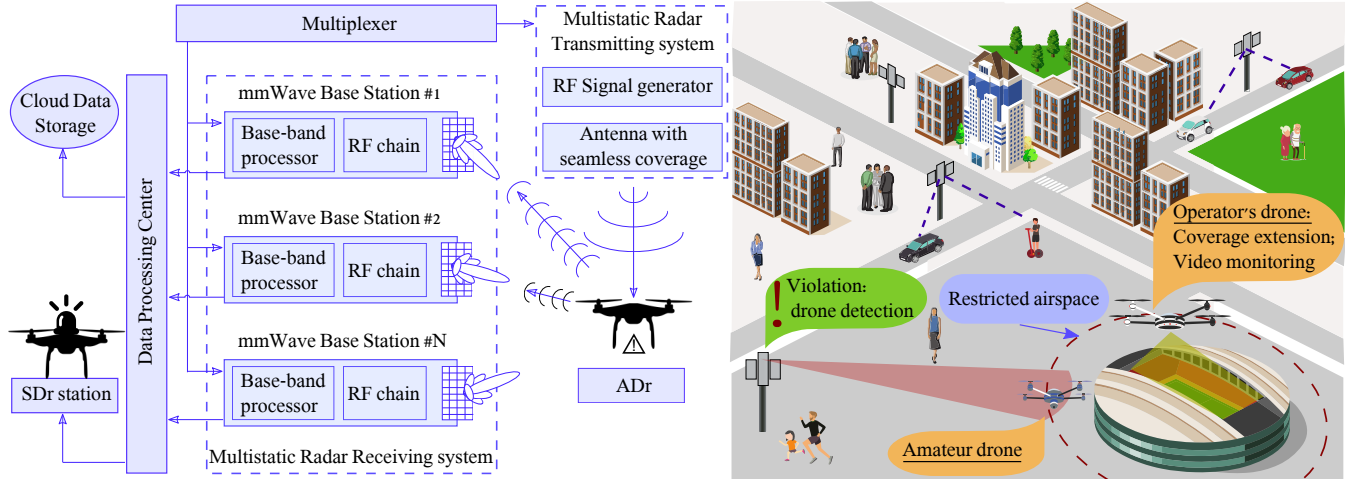 Multiplexer
Multistatic Radar
Transmitting system
RF Signal generator
Antenna with
seamless coverage
Cloud Data
Storage
Data Processing Center
SDr station
mmWave Base Station #1
Base-band
processor
RF chain
mmWave Base Station #2
Base-band
processor
RF chain
mmWave Base Station #N
Base-band
processor
RF chain
Multistatic Radar Receiving system
ADr
Operator's drone:
Coverage extension;
Video monitoring
! Violation:
drone detection
Restricted airspace
Amateur drone